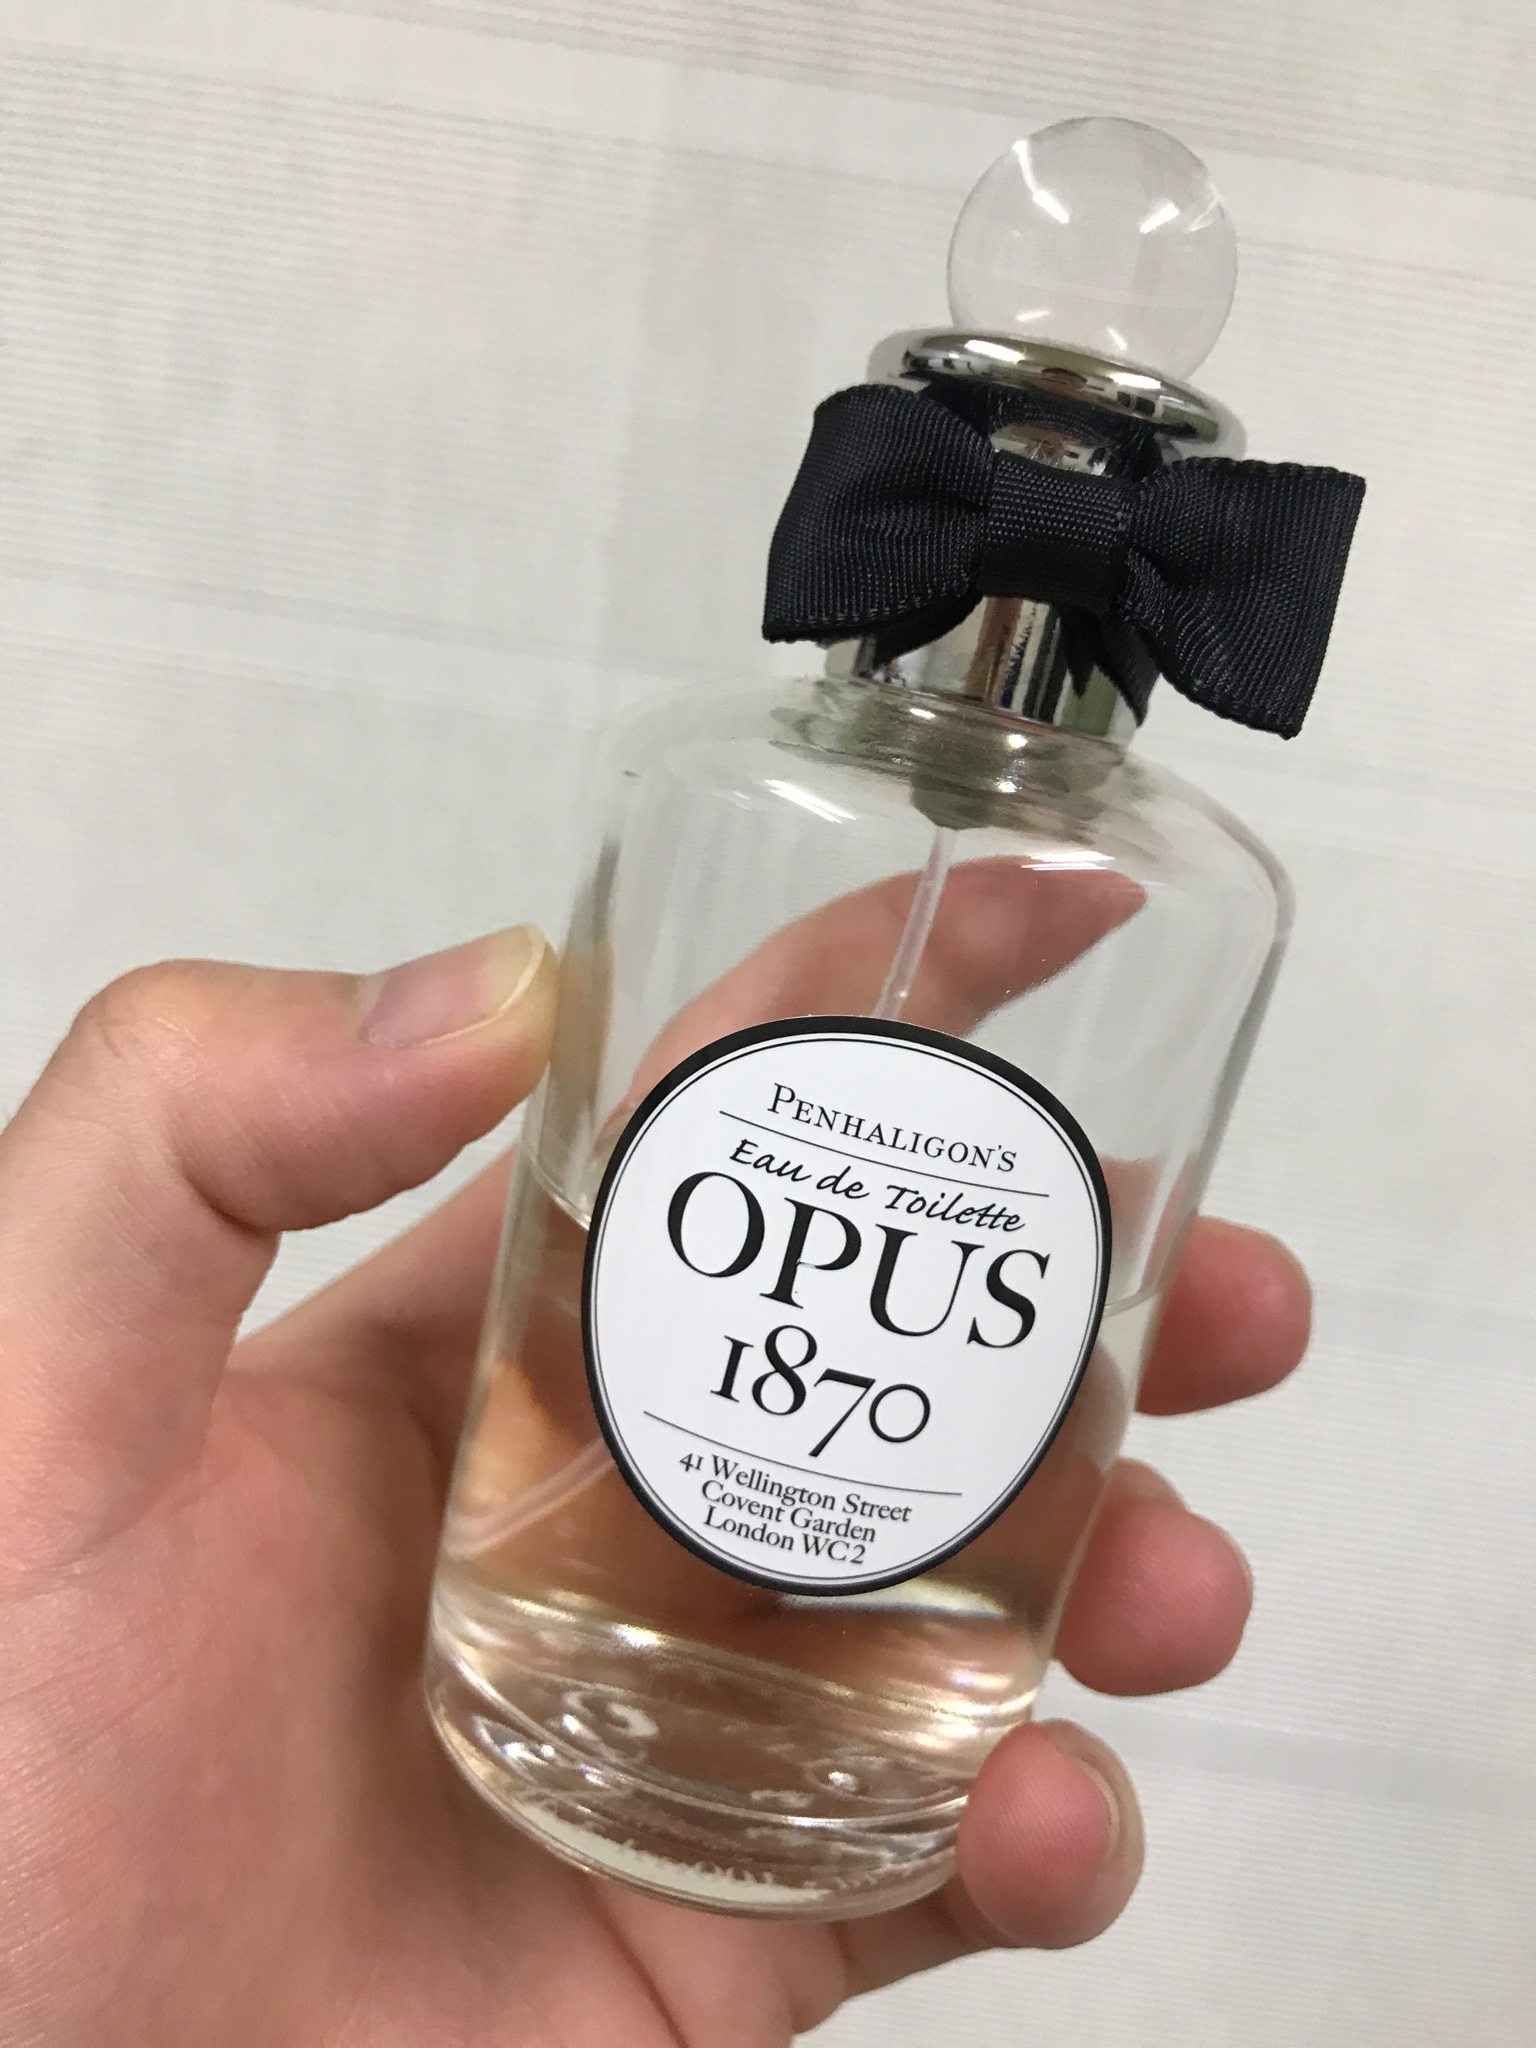 PENHALIGON'S
Eau de Toilette
OPUS
1870
41 Wellington Street
Covent Garden
London WC2